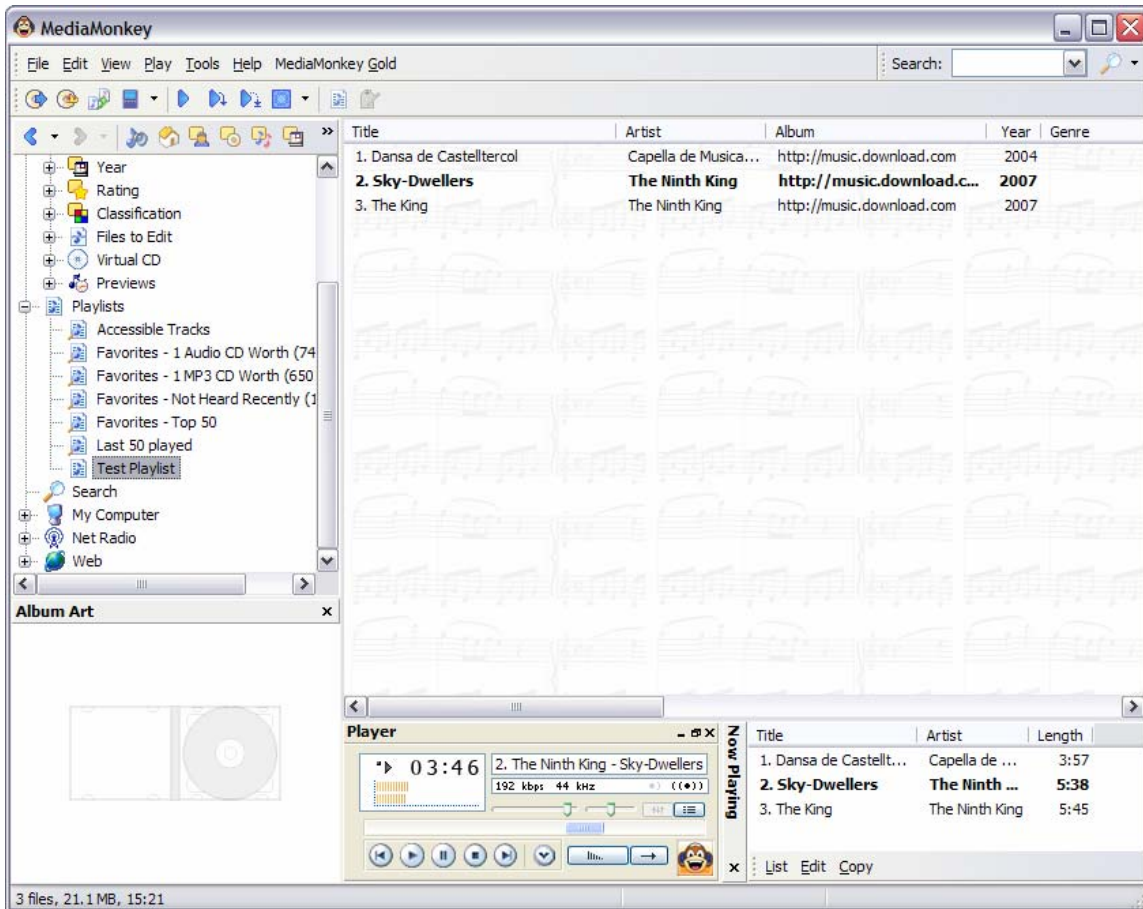 MediaMonkey
File Edit View Play Tools Help MediaMonkey Gold Search:
Title Artist Album Year Genre
1. Dansa de Castelltercol Capella de Musica... http://music.download.com 2004
2. Sky-Dwellers The Ninth King http://music.download.c... 2007
3. The King The Ninth King http://music.download.com 2007
Year
Rating
Classification
Files to Edit
Virtual CD
Previews
Playlists
Accessible Tracks
Favorites - 1 Audio CD Worth (74
Favorites - 1 MP3 CD Worth (650
Favorites - Not Heard Recently (1
Favorites - Top 50
Last 50 played
Test Playlist
Search
My Computer
Net Radio
Web
Album Art
Player
03:46 2. The Ninth King - Sky-Dwellers
192 kbps 44 kHz
Now Playing
Title Artist Length
1. Dansa de Castellt... Capella de ... 3:57
2. Sky-Dwellers The Ninth ... 5:38
3. The King The Ninth King 5:45
List Edit Copy
3 files, 21.1 MB, 15:21